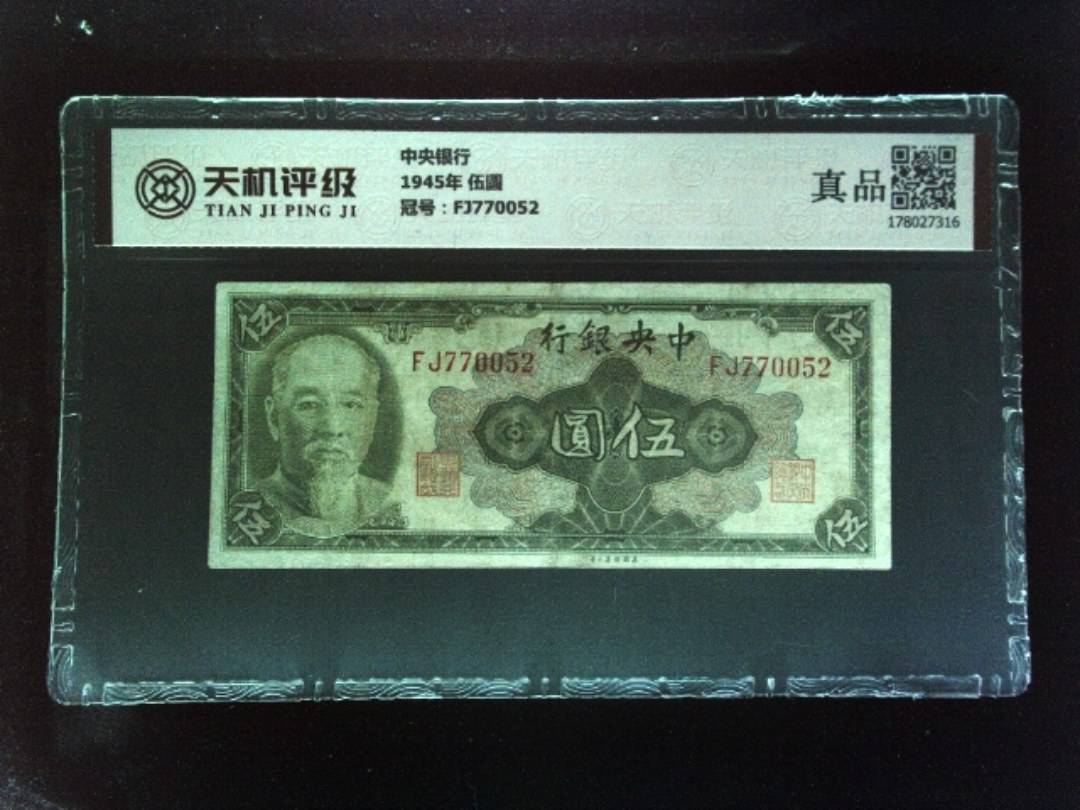 天机评级
TIAN JI PING JI
中央银行
1945年 伍圓
冠号：FJ770052
真品
178027316
伍
伍
行銀央中
FJ770052
FJ770052
圓伍
伍
伍